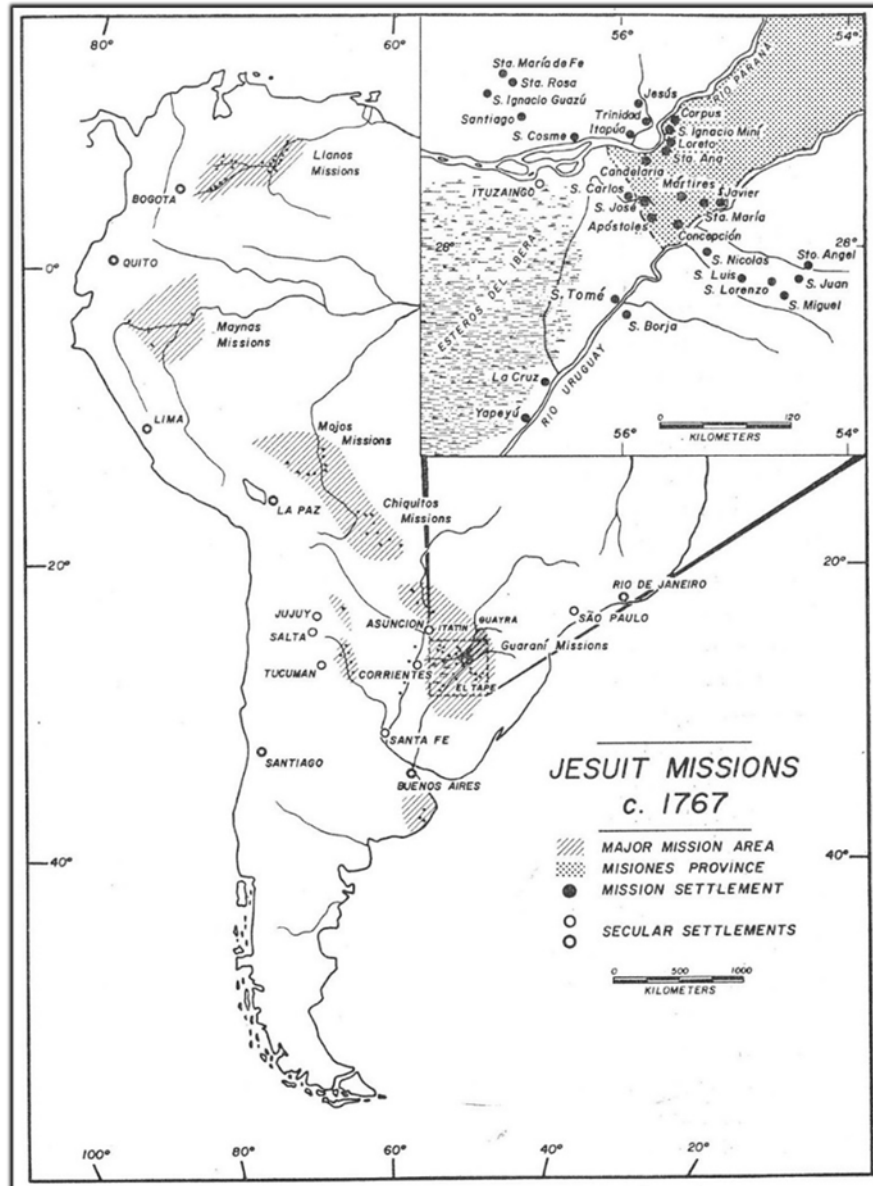 80°
60°
56°
54°
Sta. María de Fe
Sta. Rosa
S. Ignacio Guazú
Santiago
S. Cosme
Jesús
Trinidad
Itapúa
RIO PARANÁ
Corpus
S. Ignacio Miní
Loreto
Sta. Ana
Candelaria
ITUZAINGO
S. Carlos
Mártires
Javier
S. José
Apóstoles
Sta. María
Concepción
28°
28°
S. Nicolas
Sto. Angel
S. Luis
S. Lorenzo
S. Juan
S. Miguel
ESTEROS DEL IBERA
S. Tomé
S. Borja
La Cruz
RIO URUGUAY
Yapeyú
0 120
KILOMETERS
56°
54°
Llanos
Missions
BOGOTA
QUITO
0°
Maynas
Missions
LIMA
Mojos
Missions
LA PAZ
Chiquitos
Missions
20°
20°
RIO DE JANEIRO
SÃO PAULO
JUJUY
SALTA
ASUNCION
ITATIN
GUAYRA
Guaraní Missions
TUCUMAN
CORRIENTES
EL TAPE
SANTA FE
SANTIAGO
BUENOS AIRES
JESUIT MISSIONS
c. 1767
MAJOR MISSION AREA
MISIONES PROVINCE
MISSION SETTLEMENT
SECULAR SETTLEMENTS
0 500 1000
KILOMETERS
40°
40°
100°
80°
60°
40°
20°